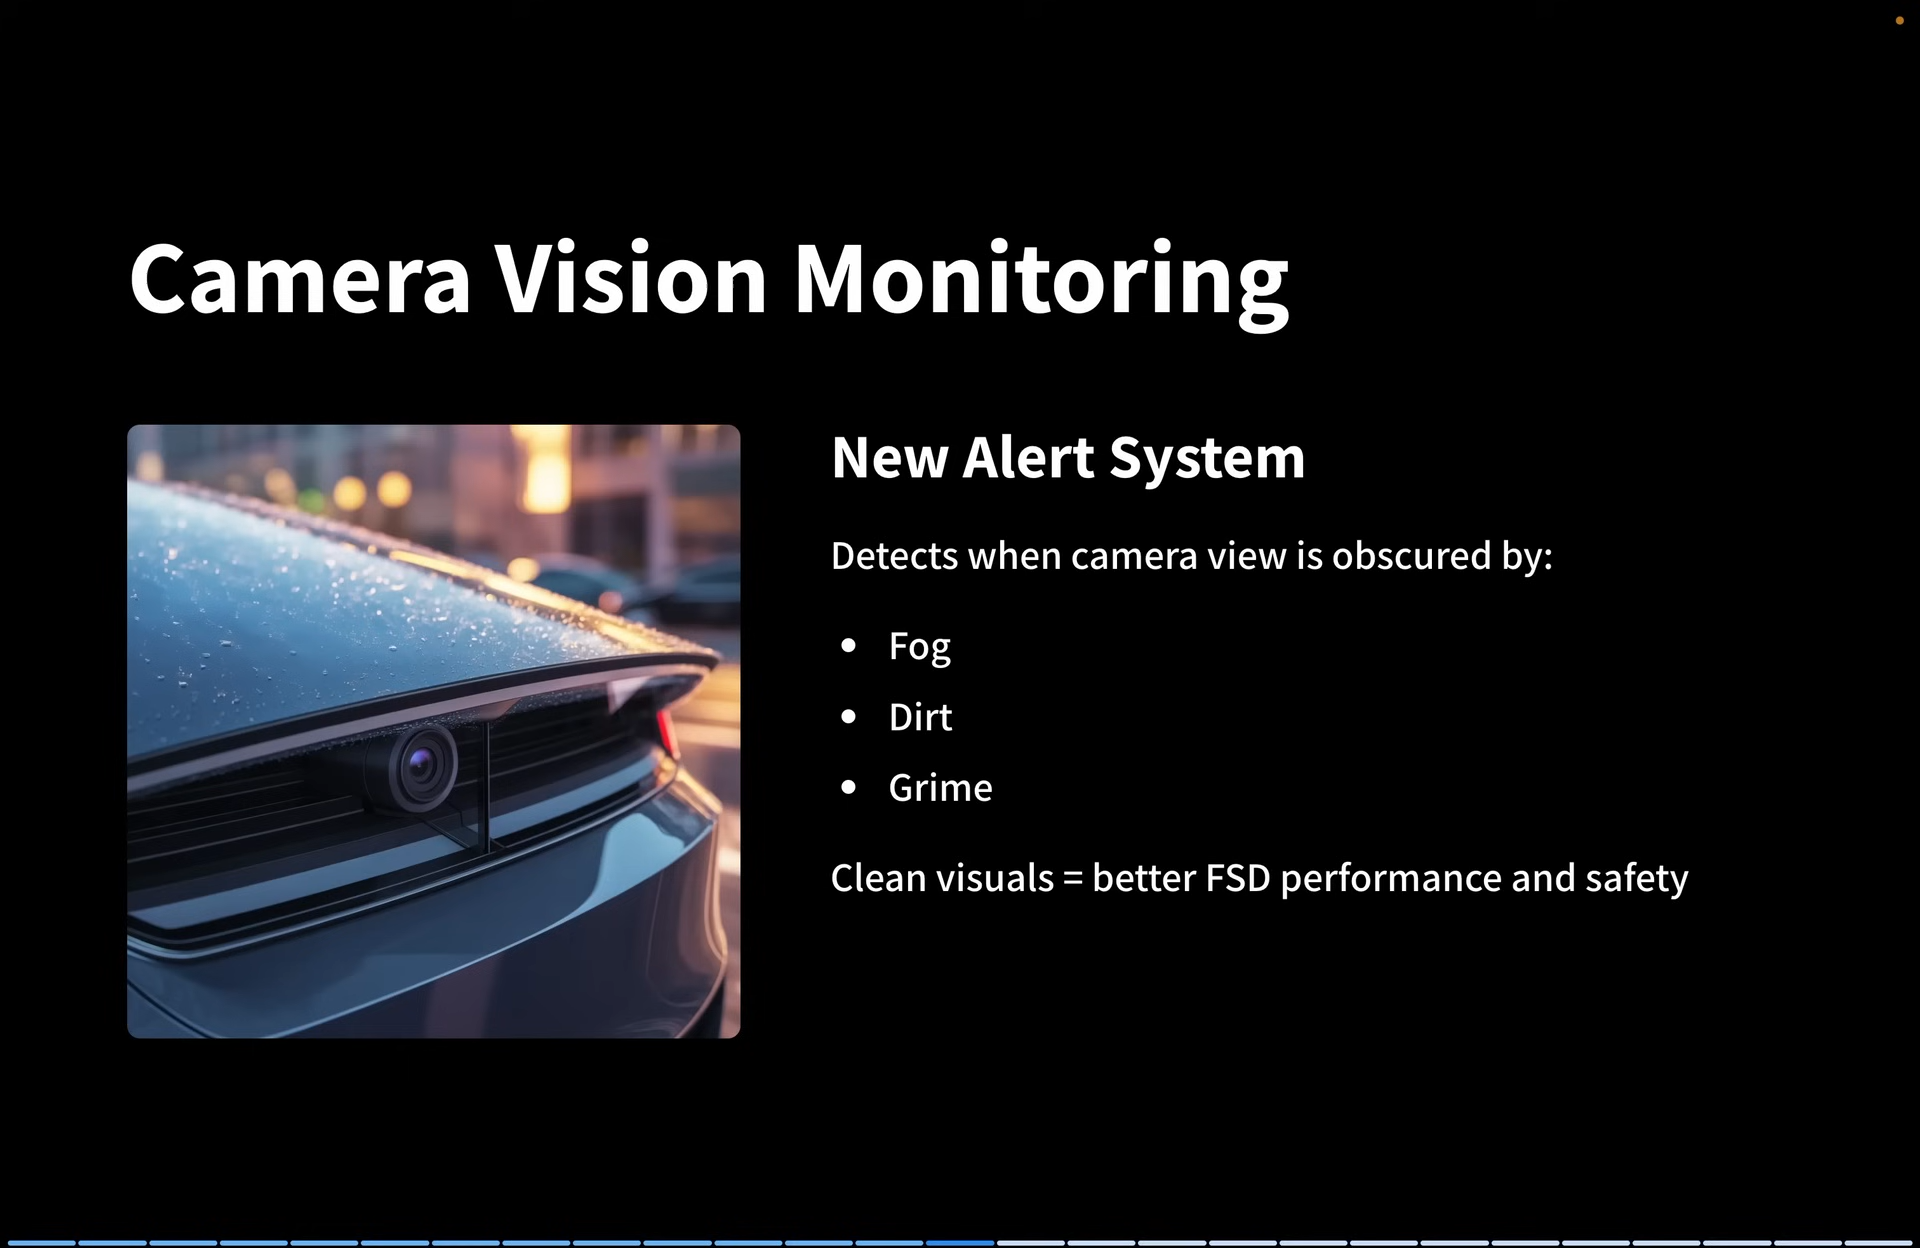 Camera Vision Monitoring
New Alert System
Detects when camera view is obscured by:
• Fog
• Dirt
• Grime
Clean visuals = better FSD performance and safety